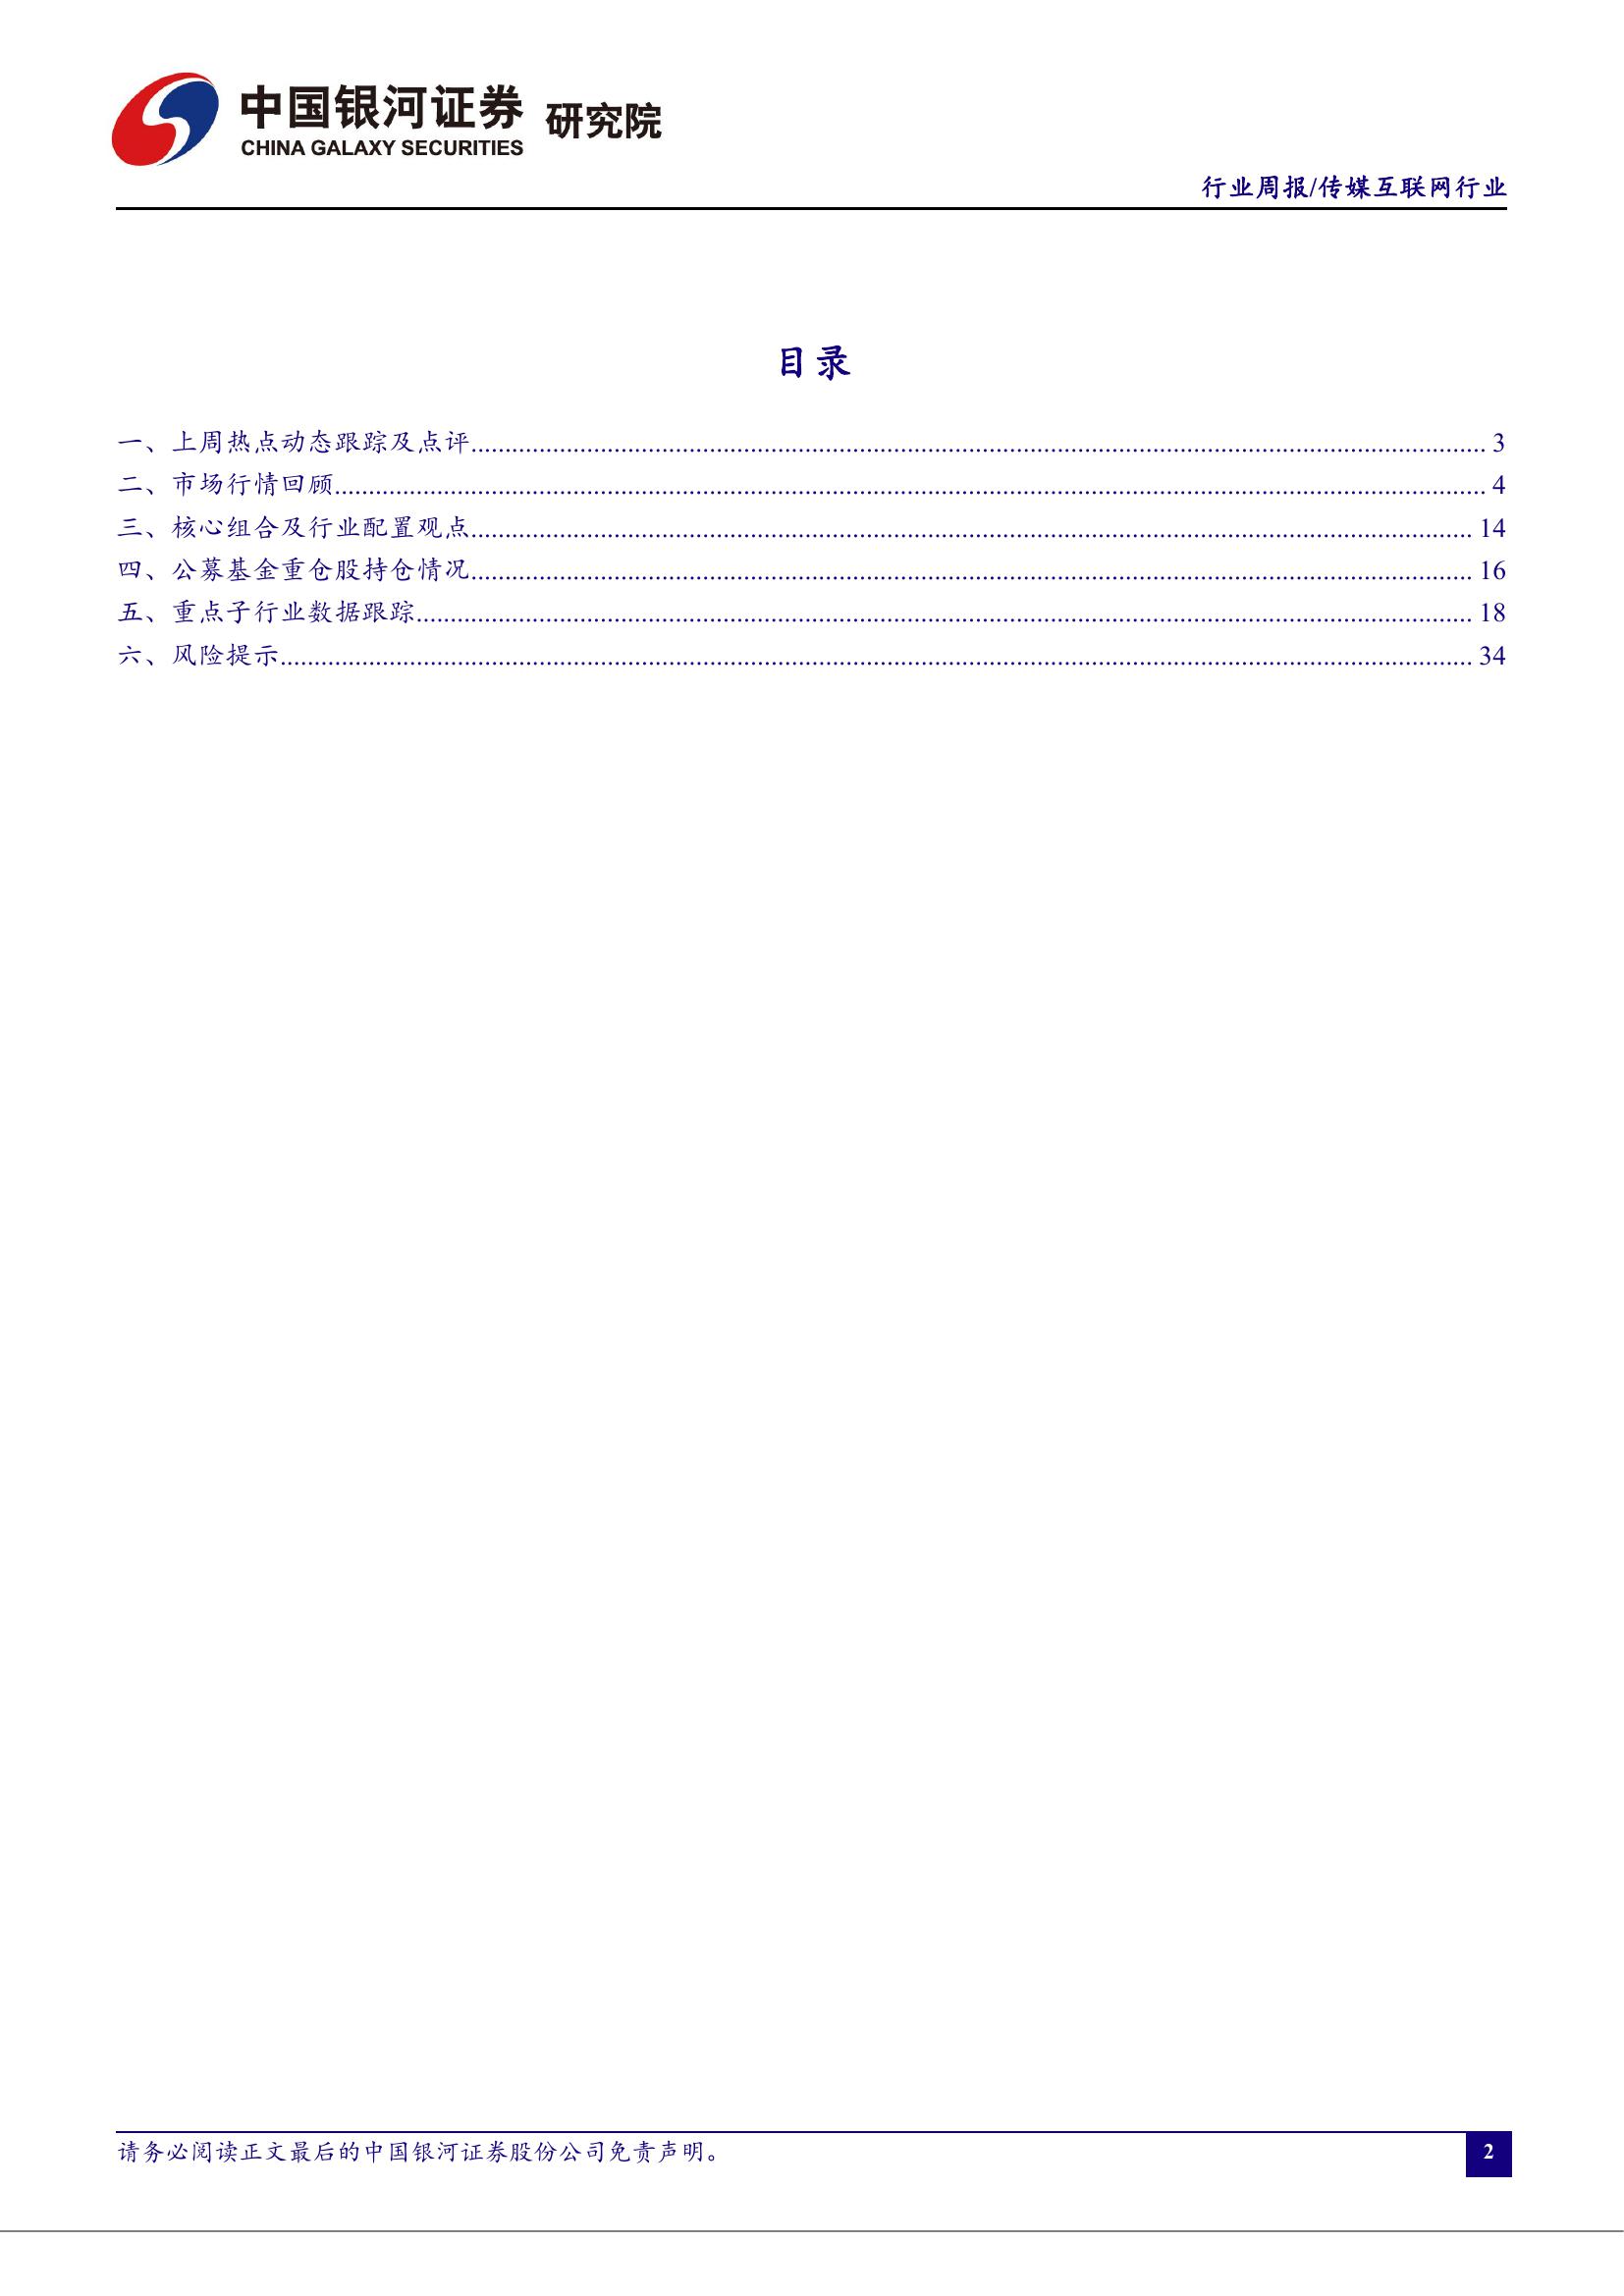 中国银河证券 研究院
CHINA GALAXY SECURITIES
行业周报/传媒互联网行业
目录
一、上周热点动态跟踪及点评 3
二、市场行情回顾 4
三、核心组合及行业配置观点 14
四、公募基金重仓股持仓情况 16
五、重点子行业数据跟踪 18
六、风险提示 34
请务必阅读正文最后的中国银河证券股份公司免责声明。
2